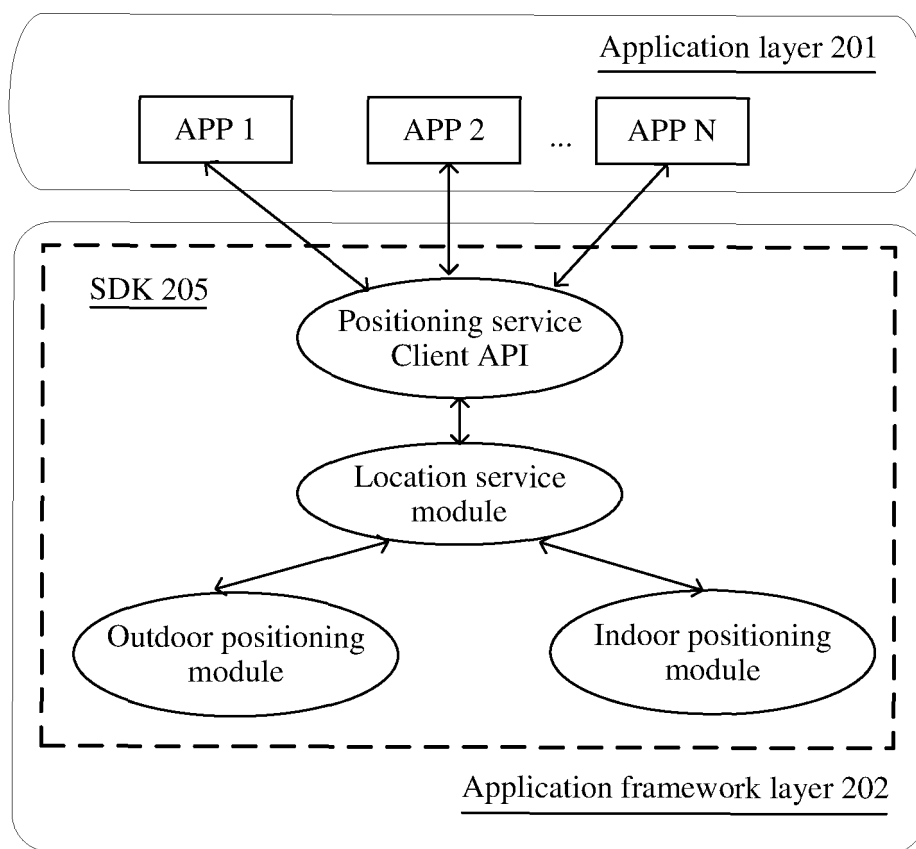 Application layer 201
APP 1
APP 2
...
APP N
SDK 205
Positioning service
Client API
Location service
module
Outdoor positioning
module
Indoor positioning
module
Application framework layer 202